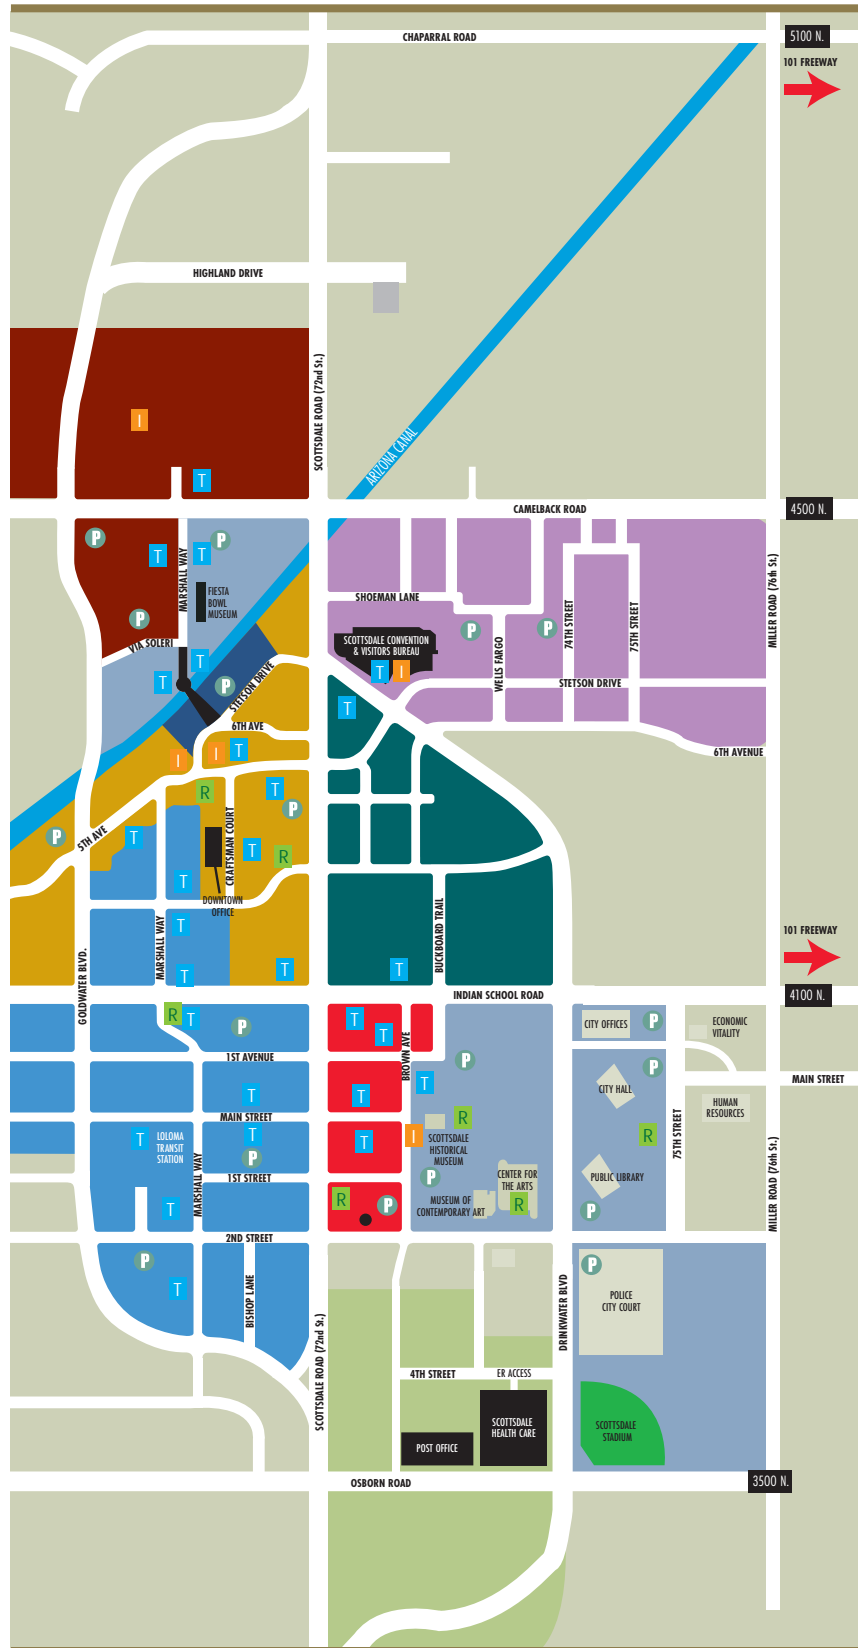 CHAPARRAL ROAD
5100 N.
101 FREEWAY
HIGHLAND DRIVE
SCOTTSDALE ROAD (72nd St.)
I
ARIZONA CANAL
T
CAMELBACK ROAD
4500 N.
P
P
T
T
MARSHALL WAY
FIESTA
BOWL
MUSEUM
MILLER ROAD (76th St.)
SHOEMAN LANE
74TH STREET
75TH STREET
P
P
P
VIA SOLERI
SCOTTSDALE CONVENTION
& VISITORS BUREAU
WELLS FARGO
T
T
I
T
P
STETSON DRIVE
STETSON DRIVE
T
6TH AVE
6TH AVENUE
I
I
T
R
T
P
P
5TH AVE
T
CRAFTSMAN COURT
T
R
T
DOWNTOWN
OFFICE
T
MARSHALL WAY
BUCKBOARD TRAIL
101 FREEWAY
GOLDWATER BLVD.
T
T
T
INDIAN SCHOOL ROAD
4100 N.
R
T
P
T
T
CITY OFFICES
P
ECONOMIC
VITALITY
1ST AVENUE
BROWN AVE
P
P
MAIN STREET
T
T
T
CITY HALL
HUMAN
RESOURCES
MAIN STREET
R
T
LOLOMA
TRANSIT
STATION
T
T
I
SCOTTSDALE
HISTORICAL
MUSEUM
R
75TH STREET
P
1ST STREET
MARSHALL WAY
P
CENTER FOR
THE ARTS
PUBLIC LIBRARY
MILLER ROAD (76th St.)
T
R
P
MUSEUM OF
CONTEMPORARY ART
R
P
2ND STREET
P
P
T
BISHOP LANE
DRINKWATER BLVD
POLICE
CITY COURT
SCOTTSDALE ROAD (72nd St.)
4TH STREET
ER ACCESS
SCOTTSDALE
HEALTH CARE
SCOTTSDALE
STADIUM
POST OFFICE
OSBORN ROAD
3500 N.